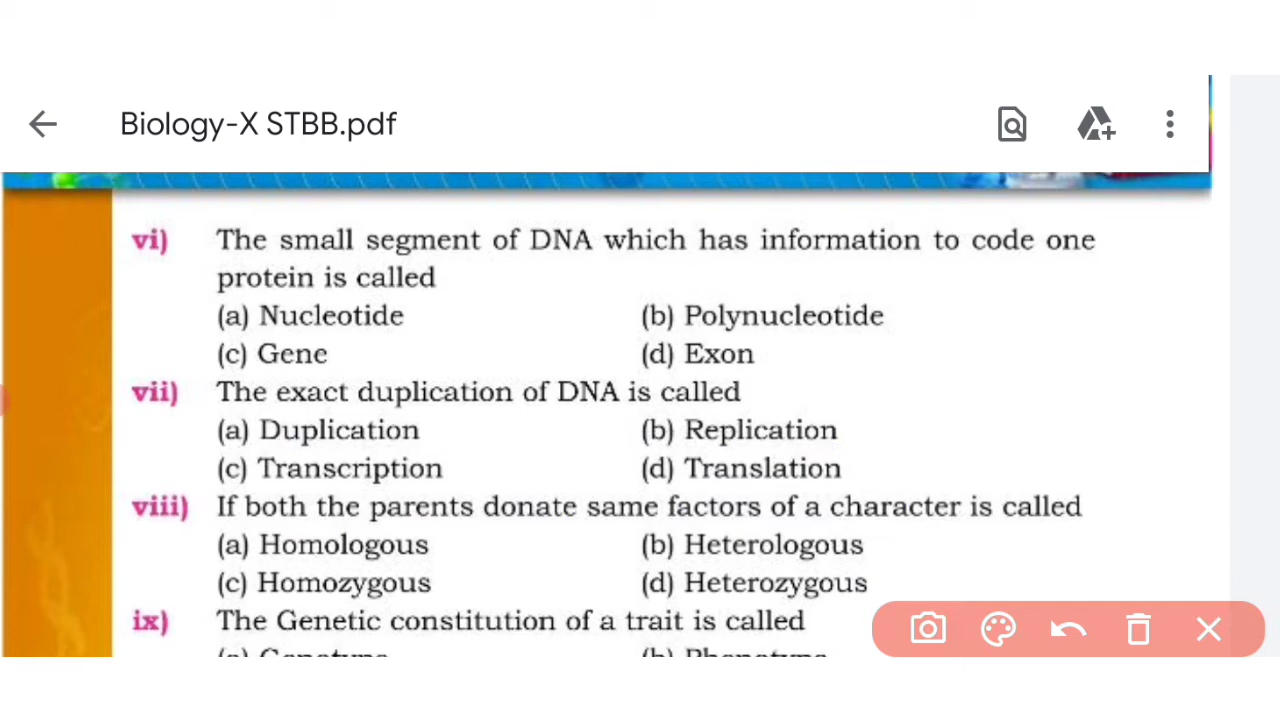 Biology-X STBB.pdf
vi) The small segment of DNA which has information to code one
protein is called
(a) Nucleotide (b) Polynucleotide
(c) Gene (d) Exon
vii) The exact duplication of DNA is called
(a) Duplication (b) Replication
(c) Transcription (d) Translation
viii) If both the parents donate same factors of a character is called
(a) Homologous (b) Heterologous
(c) Homozygous (d) Heterozygous
ix) The Genetic constitution of a trait is called
(a) Genotype (b) Phenotype